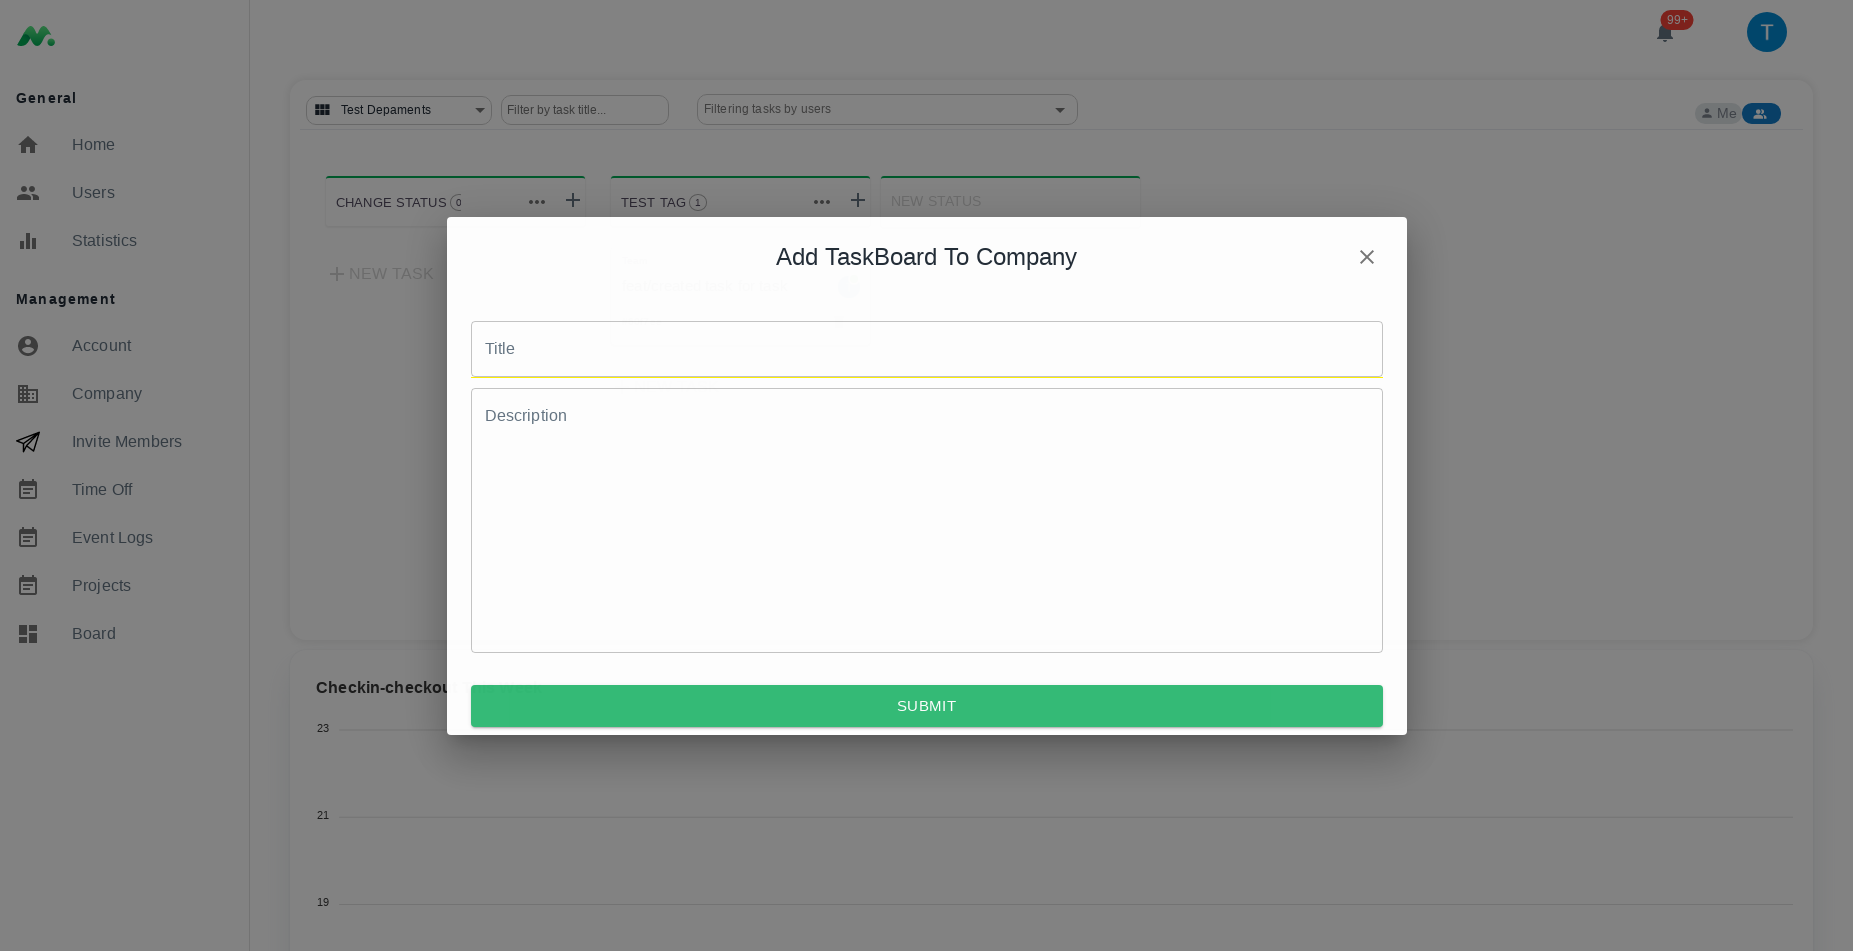 99+
T
General
Home
Users
Statistics
Management
Account
Company
Invite Members
Time Off
Event Logs
Projects
Board
Test Depaments
Filter by task title...
Filtering tasks by users
Me
CHANGE STATUS 0
TEST TAG 1
NEW STATUS
NEW TASK
Add TaskBoard To Company
Title
Description
SUBMIT
Checkin-checkou
23
21
19